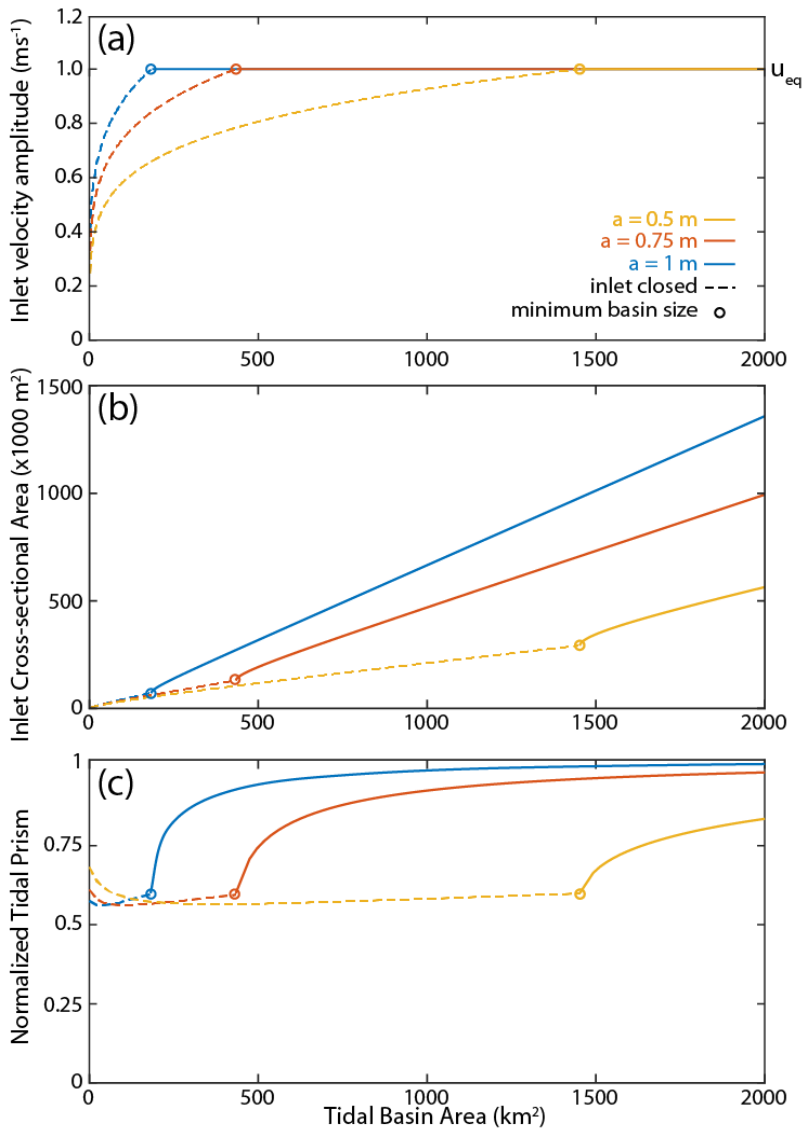 (a)
Inlet velocity amplitude (ms⁻¹)
1.2
1.0
0.8
0.6
0.4
0.2
0
u_eq
a = 0.5 m
a = 0.75 m
a = 1 m
inlet closed
minimum basin size
0 500 1000 1500 2000
(b)
Inlet Cross-sectional Area (x1000 m²)
1500
1000
500
0
0 500 1000 1500 2000
(c)
Normalized Tidal Prism
1
0.75
0.5
0.25
0
0 500 1000 1500 2000
Tidal Basin Area (km²)